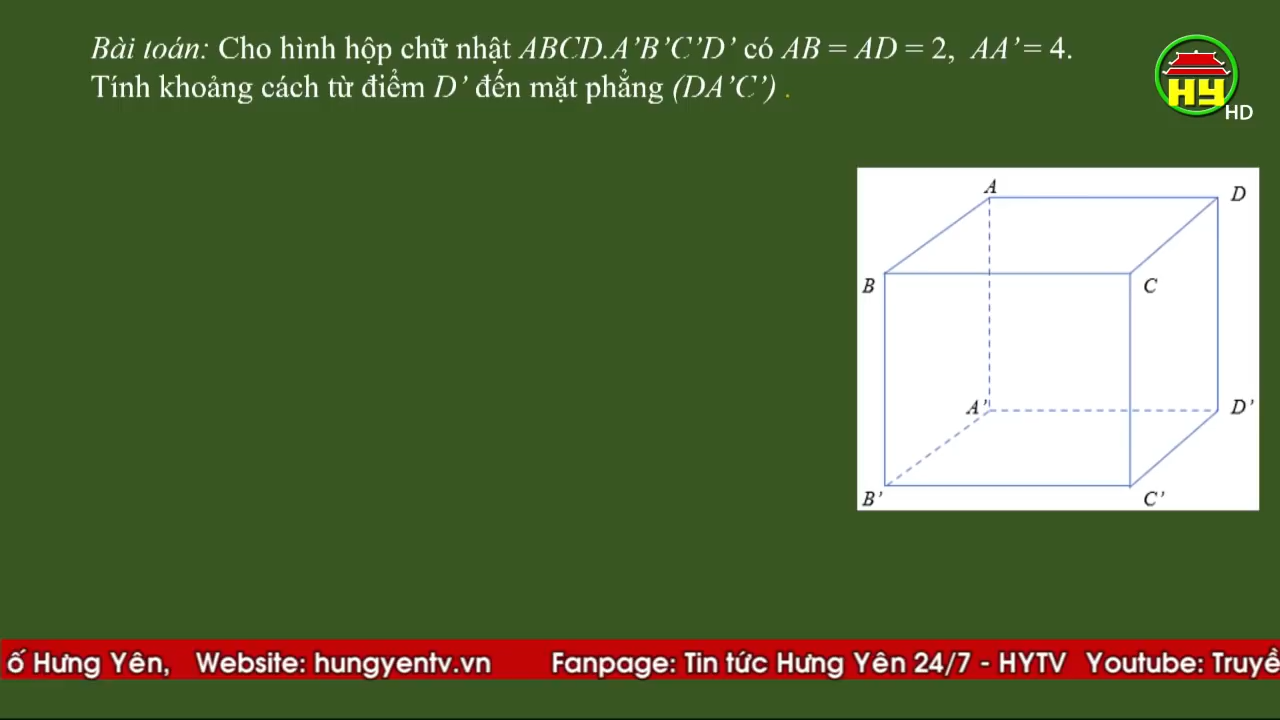 Bài toán: Cho hình hộp chữ nhật ABCD.A’B’C’D’ có AB = AD = 2, AA’ = 4.
Tính khoảng cách từ điểm D’ đến mặt phẳng (DA’C’) .
HY
HD
A
D
B
C
A’
D’
B’
C’
ố Hưng Yên, Website: hungyentv.vn Fanpage: Tin tức Hưng Yên 24/7 - HYTV Youtube: Truyề